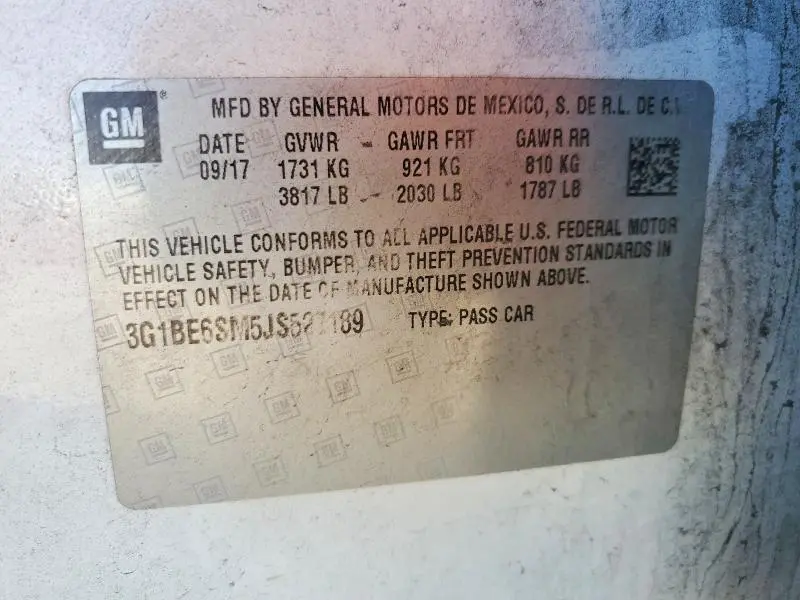 GM
MFD BY GENERAL MOTORS DE MEXICO, S. DE R.L. DE
DATE GVWR GAWR FRT GAWR RR
09/17 1731 KG 921 KG 810 KG
3817 LB 2030 LB 1787 LB
THIS VEHICLE CONFORMS TO ALL APPLICABLE U.S. FEDERAL MOTOR
VEHICLE SAFETY, BUMPER, AND THEFT PREVENTION STANDARDS IN
EFFECT ON THE DATE OF MANUFACTURE SHOWN ABOVE.
3G1BE6SM5JS527189 TYPE: PASS CAR